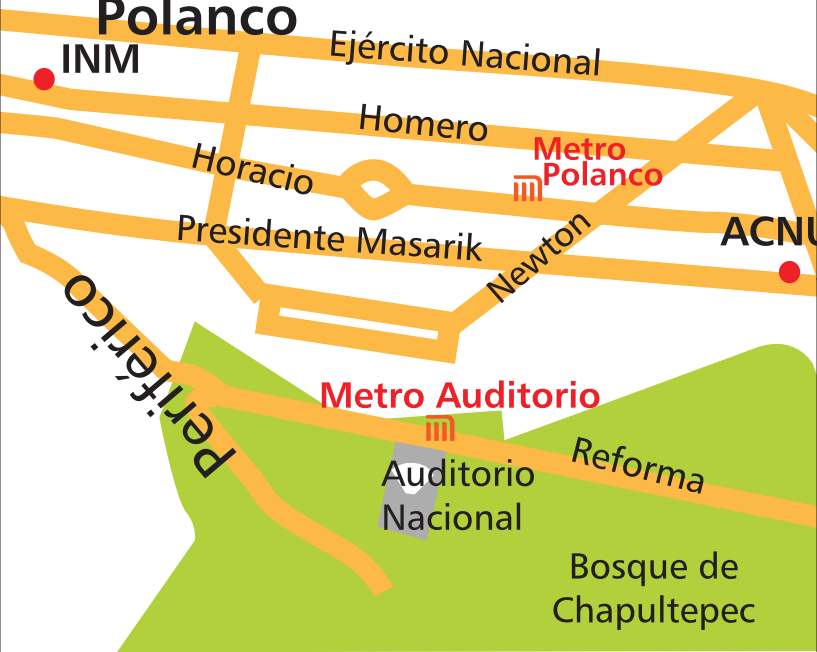 Polanco
INM
Ejército Nacional
Homero
Metro
Polanco
Horacio
ACNU
Presidente Masarik
Newton
Periférico
Metro Auditorio
Reforma
Auditorio
Nacional
Bosque de
Chapultepec